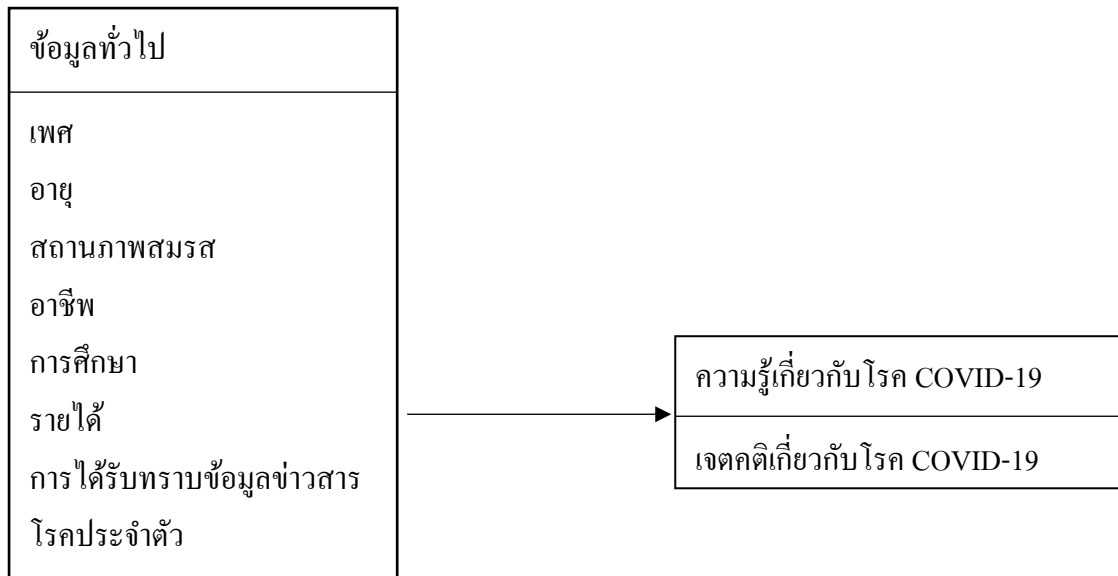 ข้อมูลทั่วไป
เพศ
อายุ
สถานภาพสมรส
อาชีพ
การศึกษา
รายได้
การได้รับทราบข้อมูลข่าวสาร
โรคประจำตัว
ความรู้เกี่ยวกับโรค COVID-19
เจตคติเกี่ยวกับโรค COVID-19